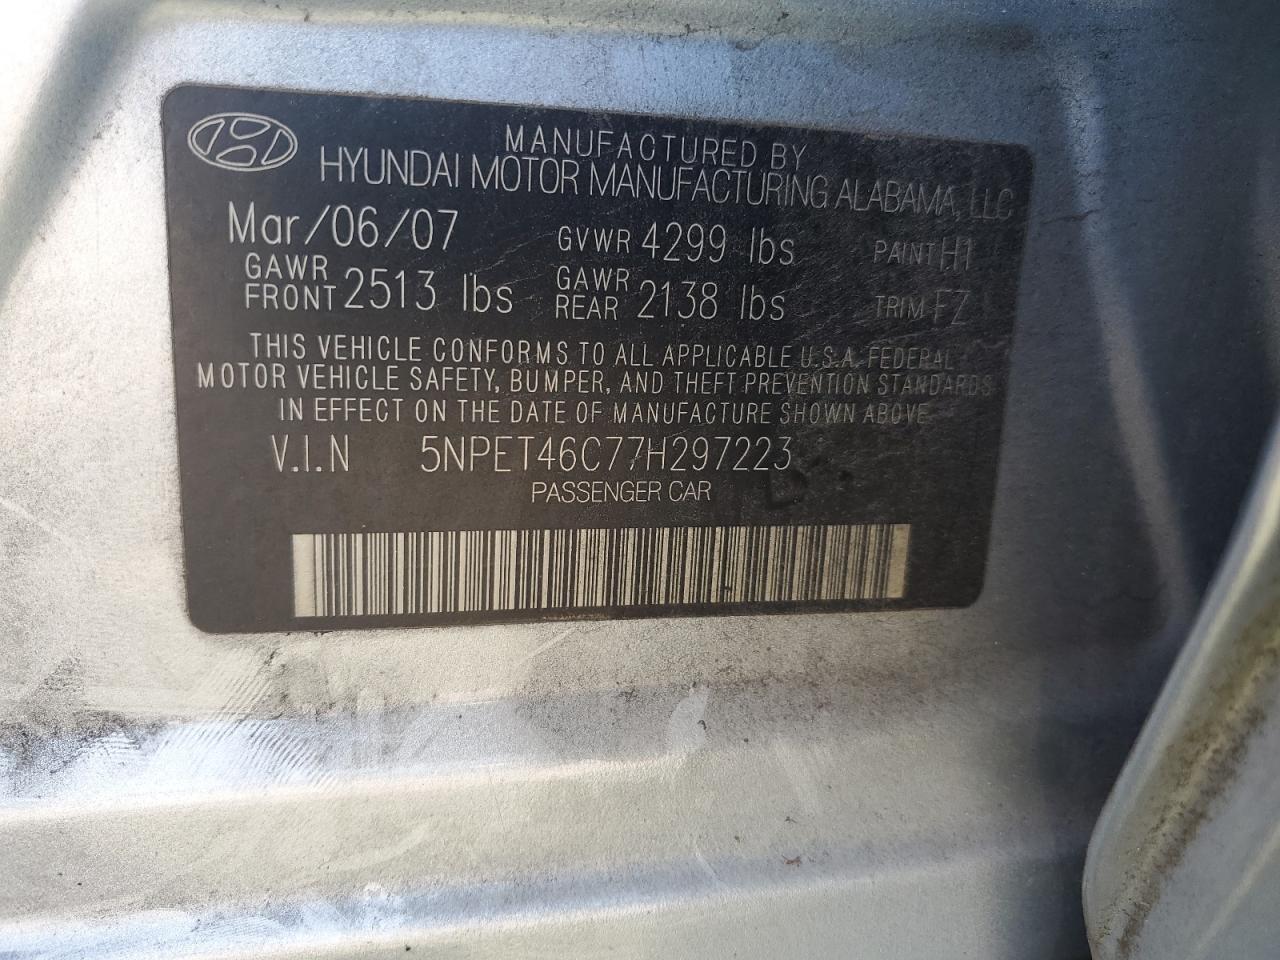 MANUFACTURED BY
HYUNDAI MOTOR MANUFACTURING ALABAMA, LLC
Mar/06/07 GVWR 4299 lbs PAINT H1
GAWR FRONT 2513 lbs GAWR REAR 2138 lbs TRIM FZ
THIS VEHICLE CONFORMS TO ALL APPLICABLE U.S.A. FEDERAL
MOTOR VEHICLE SAFETY, BUMPER, AND THEFT PREVENTION STANDARDS
IN EFFECT ON THE DATE OF MANUFACTURE SHOWN ABOVE
V.I.N 5NPET46C77H297223
PASSENGER CAR